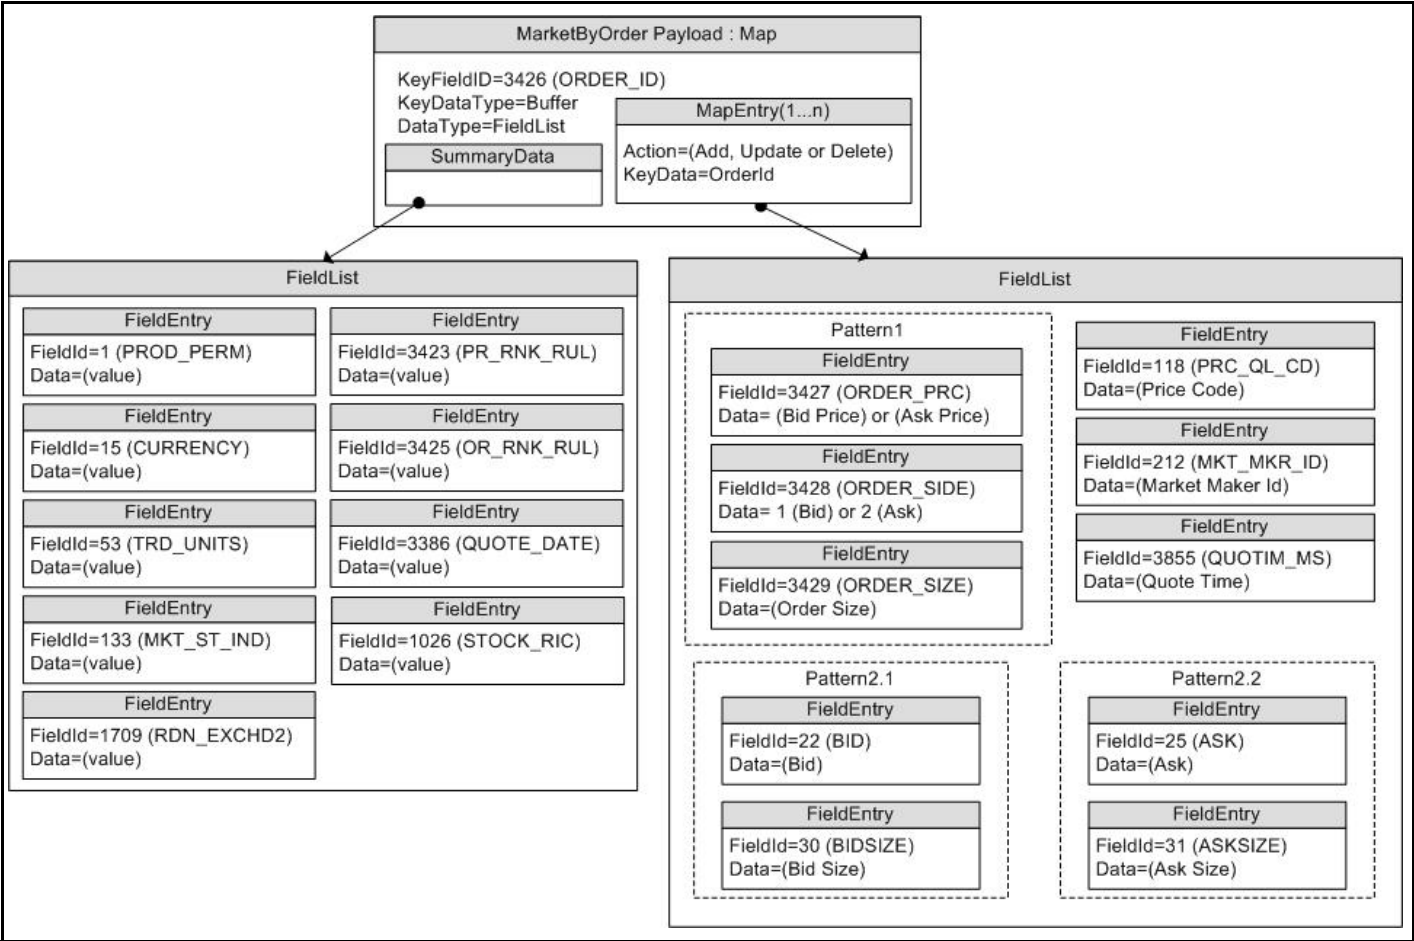 MarketByOrder Payload : Map
KeyFieldID=3426 (ORDER_ID)
KeyDataType=Buffer
DataType=FieldList
SummaryData
MapEntry(1...n)
Action=(Add, Update or Delete)
KeyData=OrderId
FieldList
FieldEntry
FieldId=1 (PROD_PERM)
Data=(value)
FieldEntry
FieldId=15 (CURRENCY)
Data=(value)
FieldEntry
FieldId=53 (TRD_UNITS)
Data=(value)
FieldEntry
FieldId=133 (MKT_ST_IND)
Data=(value)
FieldEntry
FieldId=1709 (RDN_EXCHD2)
Data=(value)
FieldEntry
FieldId=3423 (PR_RNK_RUL)
Data=(value)
FieldEntry
FieldId=3425 (OR_RNK_RUL)
Data=(value)
FieldEntry
FieldId=3386 (QUOTE_DATE)
Data=(value)
FieldEntry
FieldId=1026 (STOCK_RIC)
Data=(value)
FieldList
Pattern1
FieldEntry
FieldId=3427 (ORDER_PRC)
Data= (Bid Price) or (Ask Price)
FieldEntry
FieldId=3428 (ORDER_SIDE)
Data= 1 (Bid) or 2 (Ask)
FieldEntry
FieldId=3429 (ORDER_SIZE)
Data=(Order Size)
FieldEntry
FieldId=118 (PRC_QL_CD)
Data=(Price Code)
FieldEntry
FieldId=212 (MKT_MKR_ID)
Data=(Market Maker Id)
FieldEntry
FieldId=3855 (QUOTIM_MS)
Data=(Quote Time)
Pattern2.1
FieldEntry
FieldId=22 (BID)
Data=(Bid)
FieldEntry
FieldId=30 (BIDSIZE)
Data=(Bid Size)
Pattern2.2
FieldEntry
FieldId=25 (ASK)
Data=(Ask)
FieldEntry
FieldId=31 (ASKSIZE)
Data=(Ask Size)